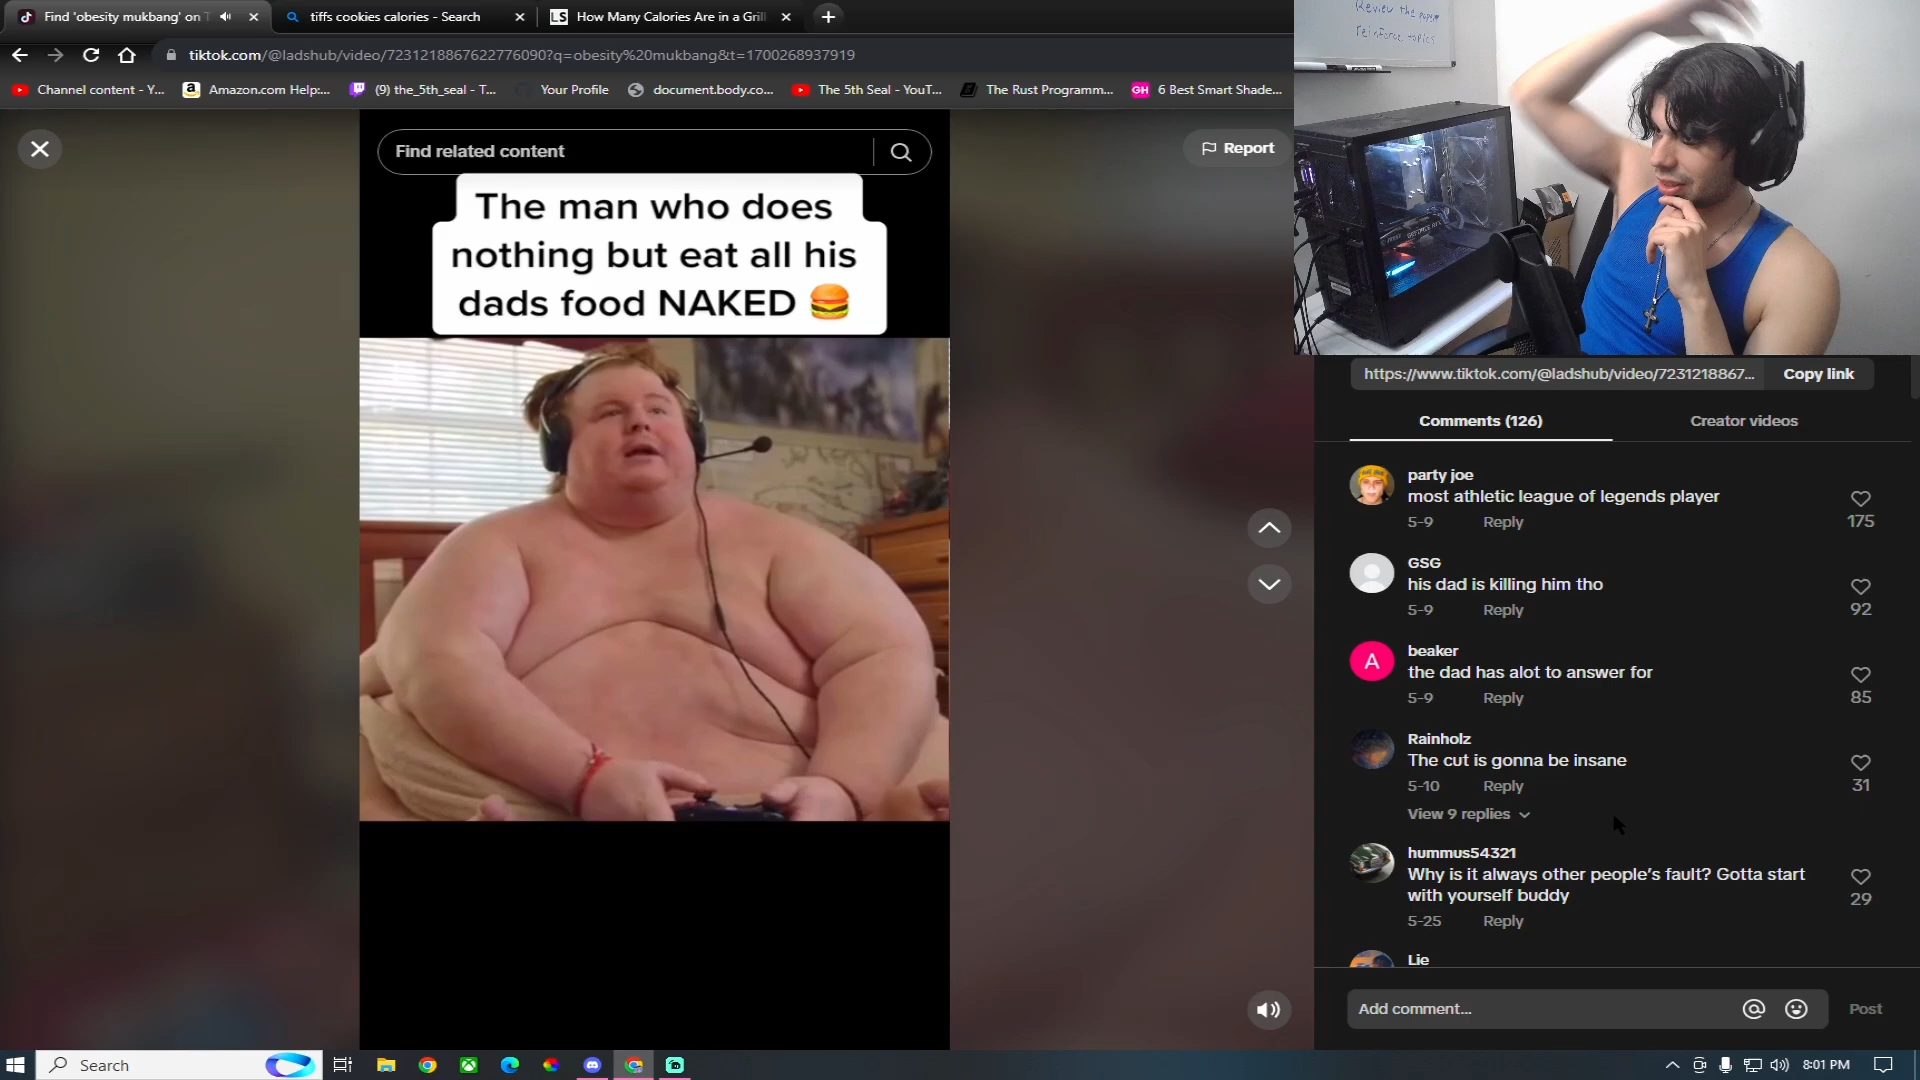 Find 'obesity mukbang' on T
tiffs cookies calories - Search
LS How Many Calories Are in a Gril
tiktok.com/@ladshub/video/7231218867622776090?q=obesity%20mukbang&t=1700268937919
Channel content - Y...
Amazon.com Help:...
(9) the_5th_seal - T...
Your Profile
document.body.co...
The 5th Seal - YouT...
The Rust Programm...
GH 6 Best Smart Shade...
Review the
reinforce topics
Find related content
Report
The man who does
nothing but eat all his
dads food NAKED 🍔
https://www.tiktok.com/@ladshub/video/7231218867...
Copy link
Comments (126)
Creator videos
party joe
most athletic league of legends player
5-9 Reply
175
GSG
his dad is killing him tho
5-9 Reply
92
A
beaker
the dad has alot to answer for
5-9 Reply
85
Rainholz
The cut is gonna be insane
5-10 Reply
31
View 9 replies
hummus54321
Why is it always other people's fault? Gotta start
with yourself buddy
5-25 Reply
29
Lie
Add comment...
Post
Search
8:01 PM